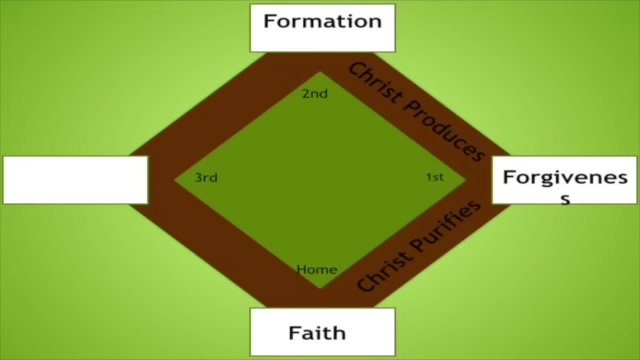 Formation
Christ Produces
2nd
3rd
1st
Forgivenes
s
Christ Purifies
Home
Faith